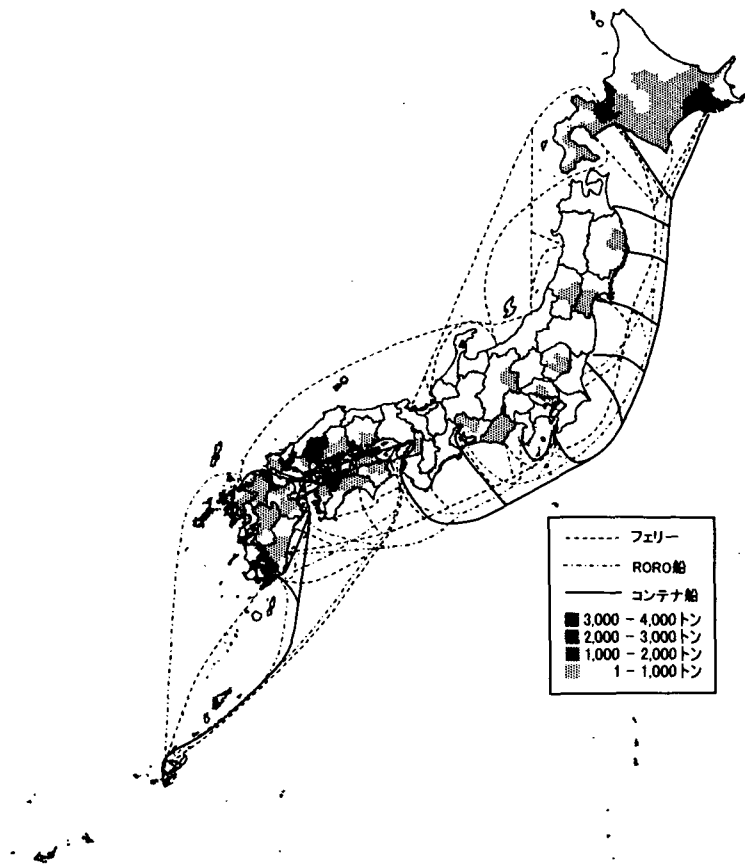 フェリー
RORO船
コンテナ船
3,000 - 4,000トン
2,000 - 3,000トン
1,000 - 2,000トン
1 - 1,000トン